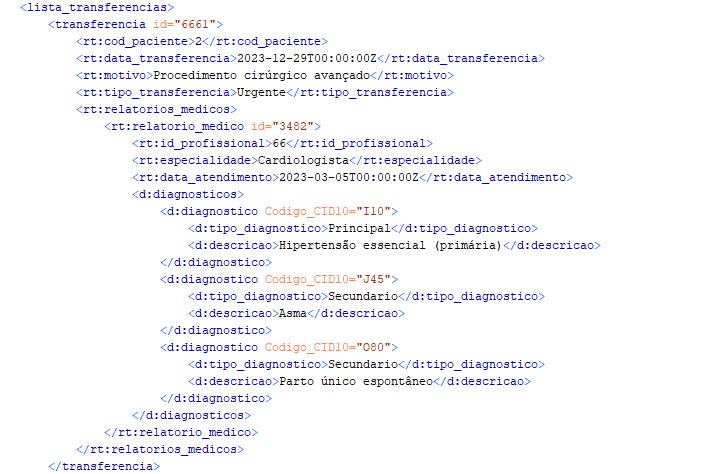 <lista_transferencias>
<transferencia id="6661">
<rt:cod_paciente>2</rt:cod_paciente>
<rt:data_transferencia>2023-12-29T00:00:00Z</rt:data_transferencia>
<rt:motivo>Procedimento cirúrgico avançado</rt:motivo>
<rt:tipo_transferencia>Urgente</rt:tipo_transferencia>
<rt:relatorios_medicos>
<rt:relatorio_medico id="3482">
<rt:id_profissional>66</rt:id_profissional>
<rt:especialidade>Cardiologista</rt:especialidade>
<rt:data_atendimento>2023-03-05T00:00:00Z</rt:data_atendimento>
<d:diagnosticos>
<d:diagnostico Codigo_CID10="I10">
<d:tipo_diagnostico>Principal</d:tipo_diagnostico>
<d:descricao>Hipertensão essencial (primária)</d:descricao>
</d:diagnostico>
<d:diagnostico Codigo_CID10="J45">
<d:tipo_diagnostico>Secundario</d:tipo_diagnostico>
<d:descricao>Asma</d:descricao>
</d:diagnostico>
<d:diagnostico Codigo_CID10="O80">
<d:tipo_diagnostico>Secundario</d:tipo_diagnostico>
<d:descricao>Parto único espontâneo</d:descricao>
</d:diagnostico>
</d:diagnosticos>
</rt:relatorio_medico>
</rt:relatorios_medicos>
</transferencia>